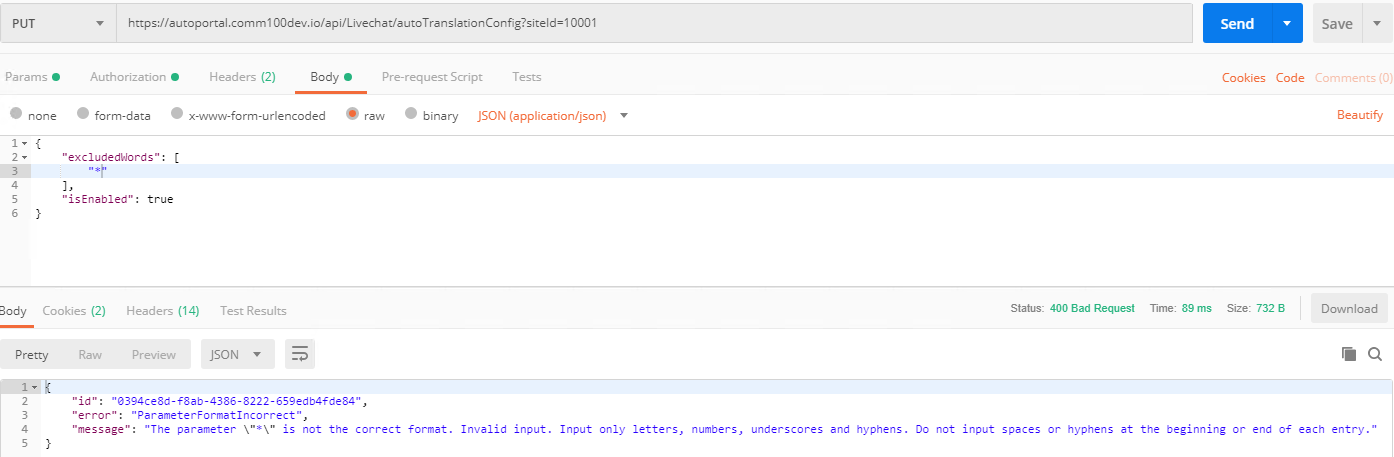 PUT https://autoportal.comm100dev.io/api/Livechat/autoTranslationConfig?siteId=10001 Send Save
Params Authorization Headers (2) Body Pre-request Script Tests Cookies Code Comments (0)
none form-data x-www-form-urlencoded raw binary JSON (application/json) Beautify
1 {
2 "excludedWords": [
3 "*"
4 ],
5 "isEnabled": true
6 }
Body Cookies (2) Headers (14) Test Results Status: 400 Bad Request Time: 89 ms Size: 732 B Download
Pretty Raw Preview JSON
1 {
2 "id": "0394ce8d-f8ab-4386-8222-659edb4fde84",
3 "error": "ParameterFormatIncorrect",
4 "message": "The parameter \"*\" is not the correct format. Invalid input. Input only letters, numbers, underscores and hyphens. Do not input spaces or hyphens at the beginning or end of each entry."
5 }